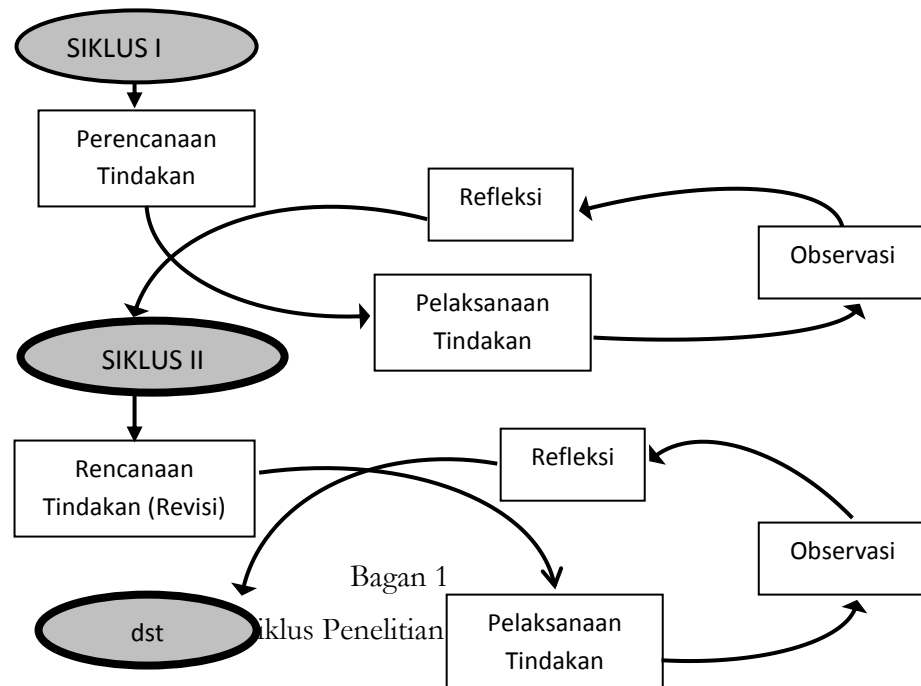 SIKLUS I
Perencanaan
Tindakan
Refleksi
Observasi
Pelaksanaan
Tindakan
SIKLUS II
Rencanaan
Tindakan (Revisi)
Refleksi
Observasi
Bagan 1
dst
iklus Penelitian
Pelaksanaan
Tindakan